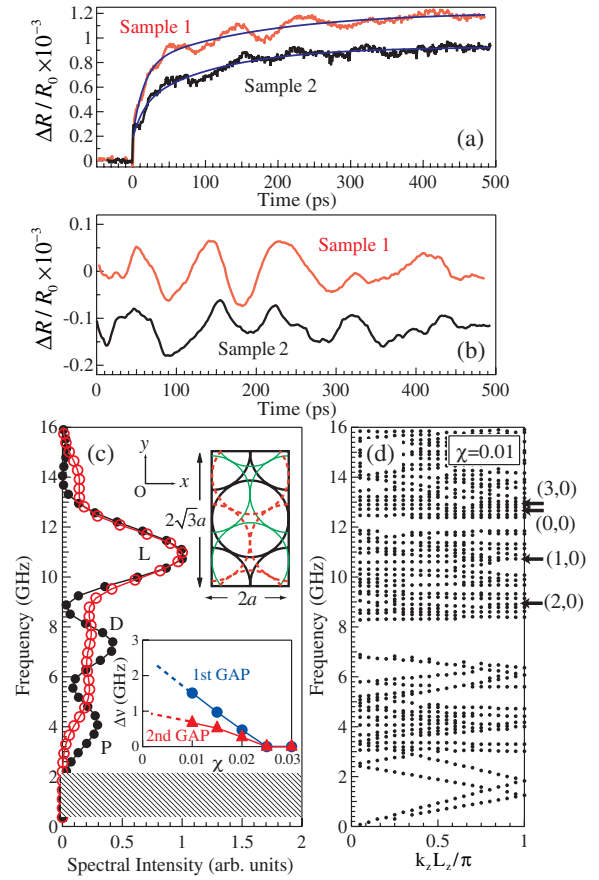 1.2
1.0
0.8
0.6
0.4
0.2
0
ΔR / R₀ ×10⁻³
Sample 1
Sample 2
(a)
0 100 200 300 400 500
Time (ps)
0.1
0
-0.1
-0.2
ΔR / R₀ ×10⁻³
Sample 1
Sample 2
(b)
0 100 200 300 400 500
Time (ps)
16
14
12
10
8
6
4
2
0
Frequency (GHz)
(c)
y
O x
2√3a
2a
L
D
P
3
2
1
0
Δν (GHz)
1st GAP
2nd GAP
0 0.01 0.02 0.03
χ
0 0.5 1 1.5 2
Spectral Intensity (arb. units)
16
14
12
10
8
6
4
2
0
Frequency (GHz)
(d)
χ=0.01
(3,0)
(0,0)
(1,0)
(2,0)
0 0.5 1
k_zL_z/π